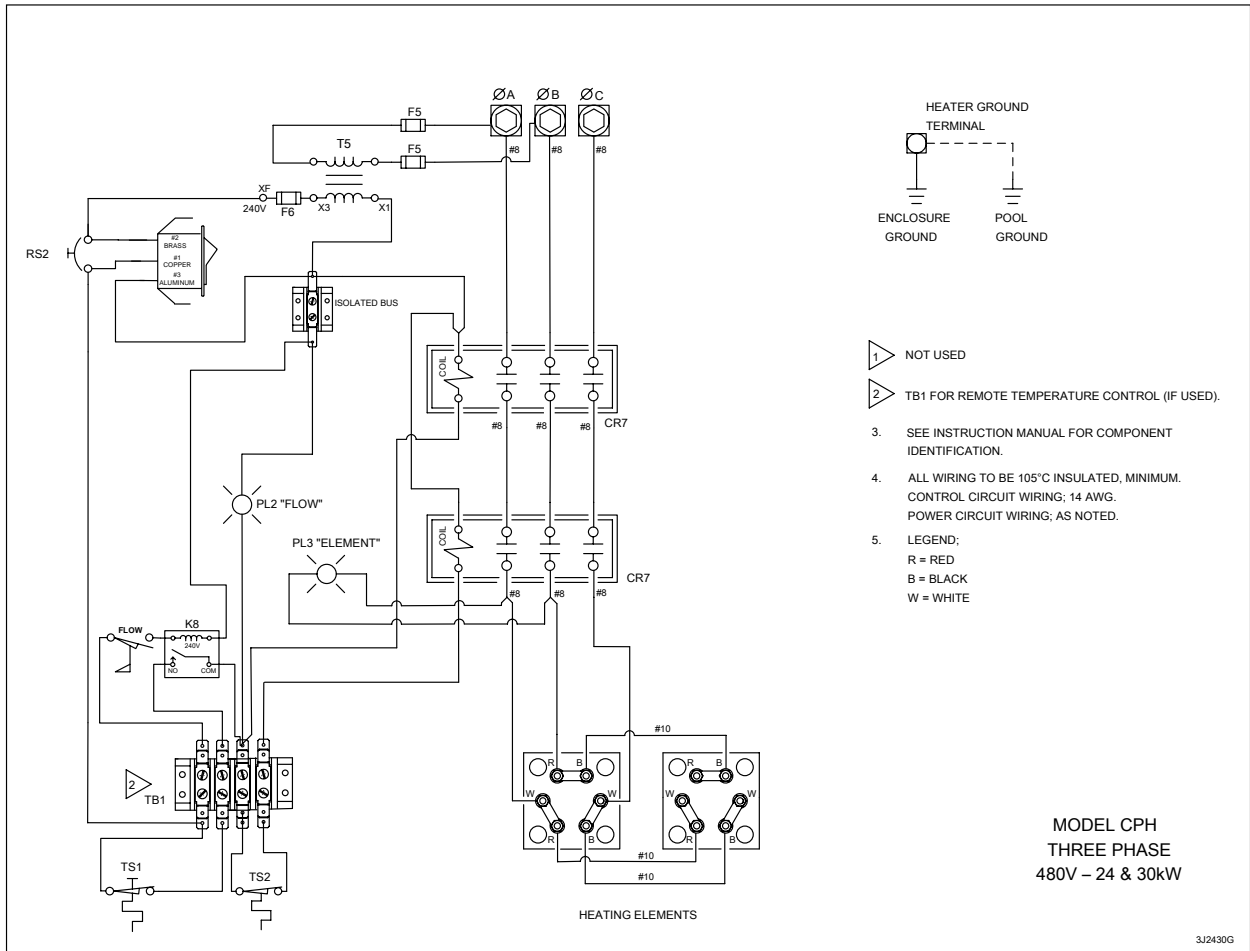 ØA ØB ØC
F5
T5
F5
#8 #8 #8
XF
240V
F6
X3 X1
RS2
#2
BRASS
#1
COPPER
#3
ALUMINUM
ISOLATED BUS
COIL
CR7
#8 #8 #8
PL2 "FLOW"
PL3 "ELEMENT"
COIL
CR7
#8 #8 #8
FLOW
K8
240V
NO COM
2
TB1
TS1
TS2
#10
R B
W W
R B
R B
W W
R B
#10
#10
HEATING ELEMENTS
HEATER GROUND
TERMINAL
ENCLOSURE
GROUND
POOL
GROUND
1 NOT USED
2 TB1 FOR REMOTE TEMPERATURE CONTROL (IF USED).
3. SEE INSTRUCTION MANUAL FOR COMPONENT
IDENTIFICATION.
4. ALL WIRING TO BE 105°C INSULATED, MINIMUM.
CONTROL CIRCUIT WIRING; 14 AWG.
POWER CIRCUIT WIRING; AS NOTED.
5. LEGEND;
R = RED
B = BLACK
W = WHITE
MODEL CPH
THREE PHASE
480V – 24 & 30kW
3J2430G